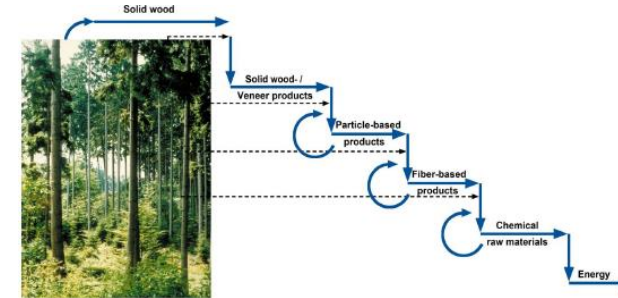 Solid wood
Solid wood- /
Veneer products
Particle-based
products
Fiber-based
products
Chemical
raw materials
Energy